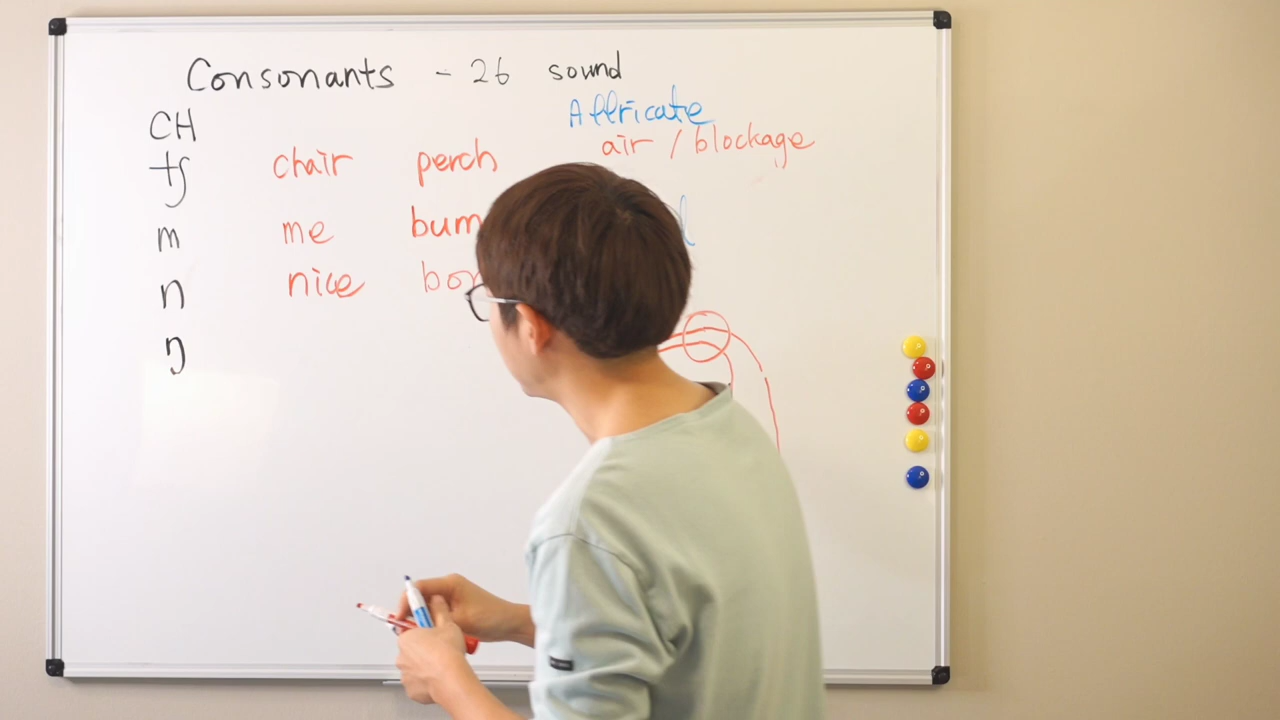 Consonants - 26 sound
Affricate
CH
air / blockage
tʃ chair perch
m me
n nice
ŋ